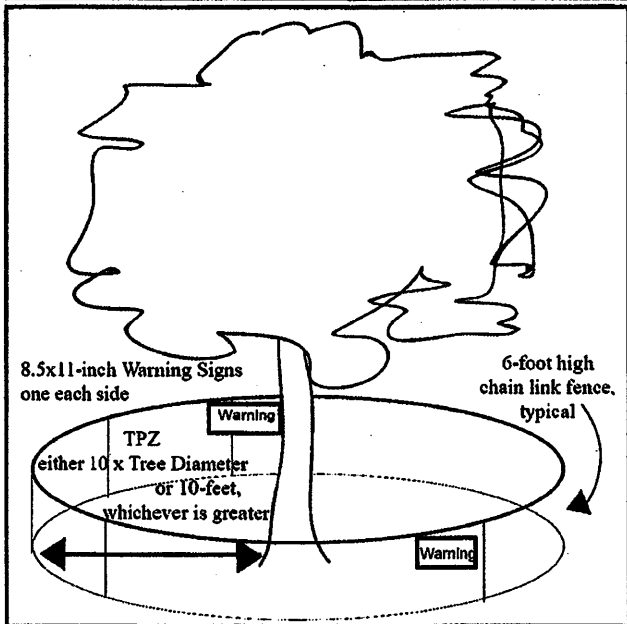 8.5x11-inch Warning Signs
one each side
6-foot high
chain link fence,
typical
Warning
TPZ
either 10 x Tree Diameter
or 10-feet,
whichever is greater
Warning